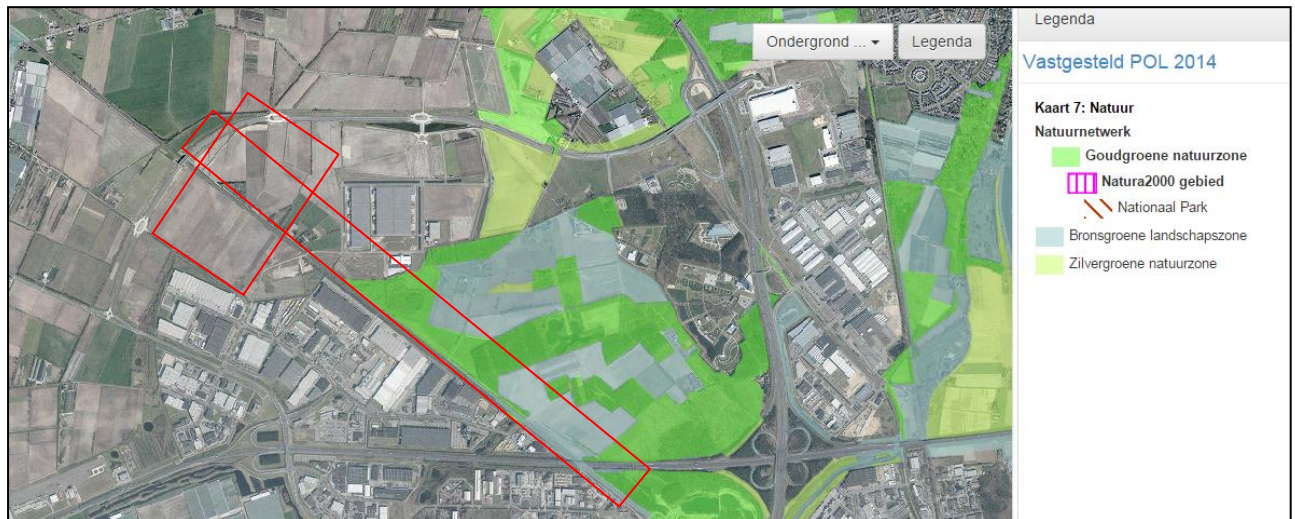 Ondergrond ...
Legenda
Legenda
Vastgesteld POL 2014
Kaart 7: Natuur
Natuurnetwerk
Goudgroene natuurzone
Natura2000 gebied
Nationaal Park
Bronsgroene landschapszone
Zilvergroene natuurzone